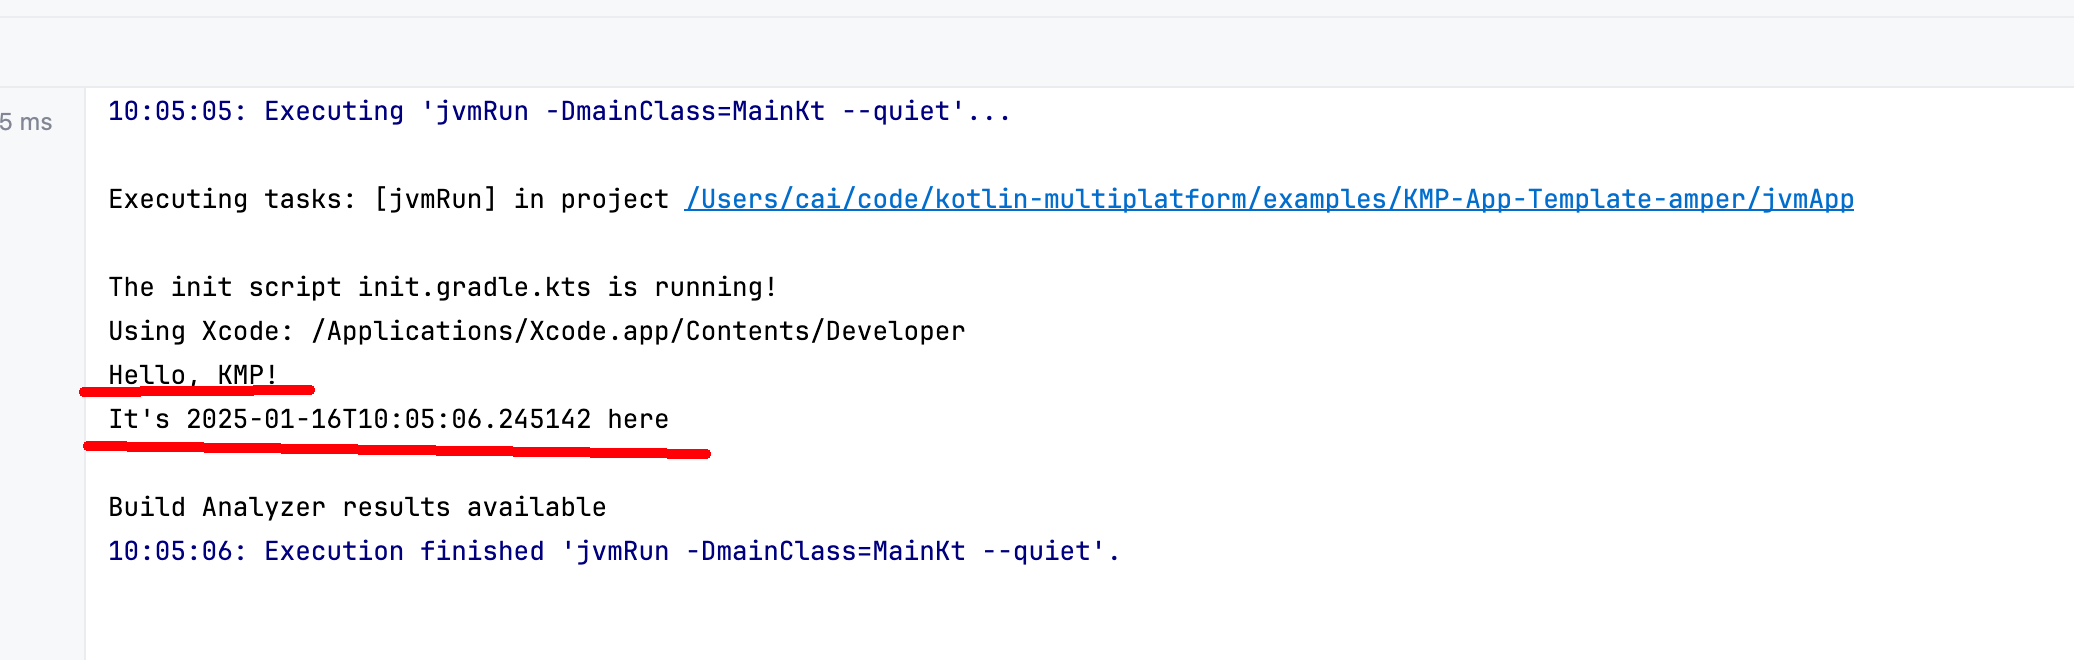 5 ms
10:05:05: Executing 'jvmRun -DmainClass=MainKt --quiet'...
Executing tasks: [jvmRun] in project /Users/cai/code/kotlin-multiplatform/examples/KMP-App-Template-amper/jvmApp
The init script init.gradle.kts is running!
Using Xcode: /Applications/Xcode.app/Contents/Developer
Hello, KMP!
It's 2025-01-16T10:05:06.245142 here
Build Analyzer results available
10:05:06: Execution finished 'jvmRun -DmainClass=MainKt --quiet'.